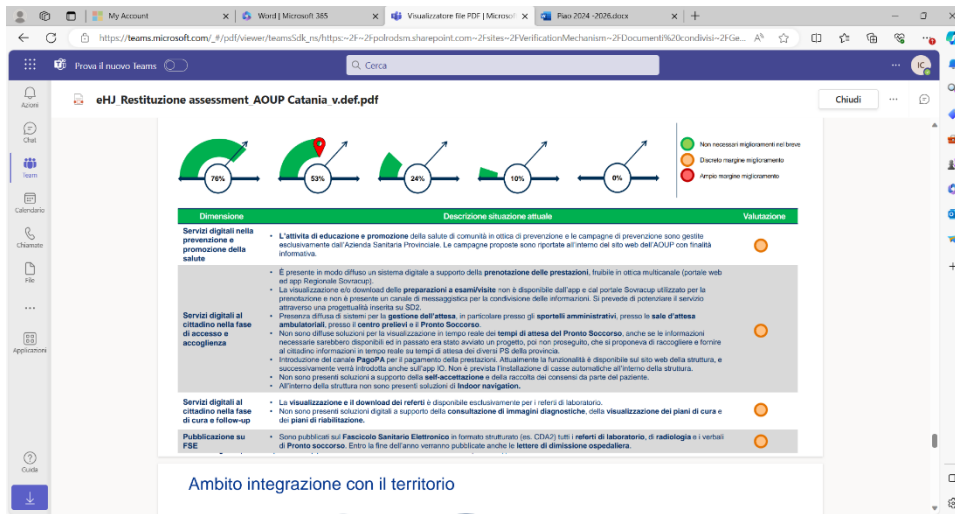 My Account
Word | Microsoft 365
Visualizzatore file PDF | Microsof
Piao 2024 -2026.docx
https://teams.microsoft.com/_#/pdf/viewer/teamsSdk_ns/https:~2F~2Fpolrodsm.sharepoint.com~2Fsites~2FVerificationMechanism~2FDocumenti%20condivisi~2FGe...
Prova il nuovo Teams
Cerca
IC
Azioni
Chat
Team
Calendario
Chiamate
File
Applicazioni
Guida
eHJ_Restituzione assessment_AOUP Catania_v.def.pdf
Chiudi
76%
53%
24%
10%
0%
Non necessari miglioramenti nel breve
Discreto margine miglioramento
Ampio margine miglioramento
Dimensione Descrizione situazione attuale Valutazione
Servizi digitali nella
prevenzione e
promozione della
salute
• L'attività di educazione e promozione della salute di comunità in ottica di prevenzione e le campagne di prevenzione sono gestite
esclusivamente dall'Azienda Sanitaria Provinciale. Le campagne proposte sono riportate all'interno del sito web dell'AOUP con finalità
informativa.
Servizi digitali al
cittadino nella fase
di accesso e
accoglienza
• È presente in modo diffuso un sistema digitale a supporto della prenotazione delle prestazioni, fruibile in ottica multicanale (portale web
ed app Regionale Sovracup).
• La visualizzazione e/o download delle preparazioni a esami/visite non è disponibile dall'app e dal portale Sovracup utilizzato per la
prenotazione e non è presente un canale di messaggistica per la condivisione delle informazioni. Si prevede di potenziare il servizio
attraverso una progettualità inserita su SD2.
• Presenza diffusa di sistemi per la gestione dell'attesa, in particolare presso gli sportelli amministrativi, presso le sale d'attesa
ambulatoriali, presso il centro prelievi e il Pronto Soccorso.
• Non sono diffuse soluzioni per la visualizzazione in tempo reale dei tempi di attesa del Pronto Soccorso, anche se le informazioni
necessarie sarebbero disponibili ed in passato era stato avviato un progetto, poi non proseguito, che si proponeva di raccogliere e fornire
al cittadino informazioni in tempo reale su tempi di attesa dei diversi PS della provincia.
• Introduzione del canale PagoPA per il pagamento della prestazioni. Attualmente la funzionalità è disponibile sul sito web della struttura, e
successivamente verrà introdotta anche sull'app IO. Non è prevista l'installazione di casse automatiche all'interno della struttura.
• Non sono presenti soluzioni a supporto della self-accettazione e della raccolta dei consensi da parte del paziente.
• All'interno della struttura non sono presenti soluzioni di Indoor navigation.
Servizi digitali al
cittadino nella fase
di cura e follow-up
• La visualizzazione e il download dei referti è disponibile esclusivamente per i referti di laboratorio.
• Non sono presenti soluzioni digitali a supporto della consultazione di immagini diagnostiche, della visualizzazione dei piani di cura e
dei piani di riabilitazione.
Pubblicazione su
FSE
• Sono pubblicati sul Fascicolo Sanitario Elettronico in formato strutturato (es. CDA2) tutti i referti di laboratorio, di radiologia e i verbali
di Pronto soccorso. Entro la fine dell'anno verranno pubblicate anche le lettere di dimissione ospedaliera.
Ambito integrazione con il territorio